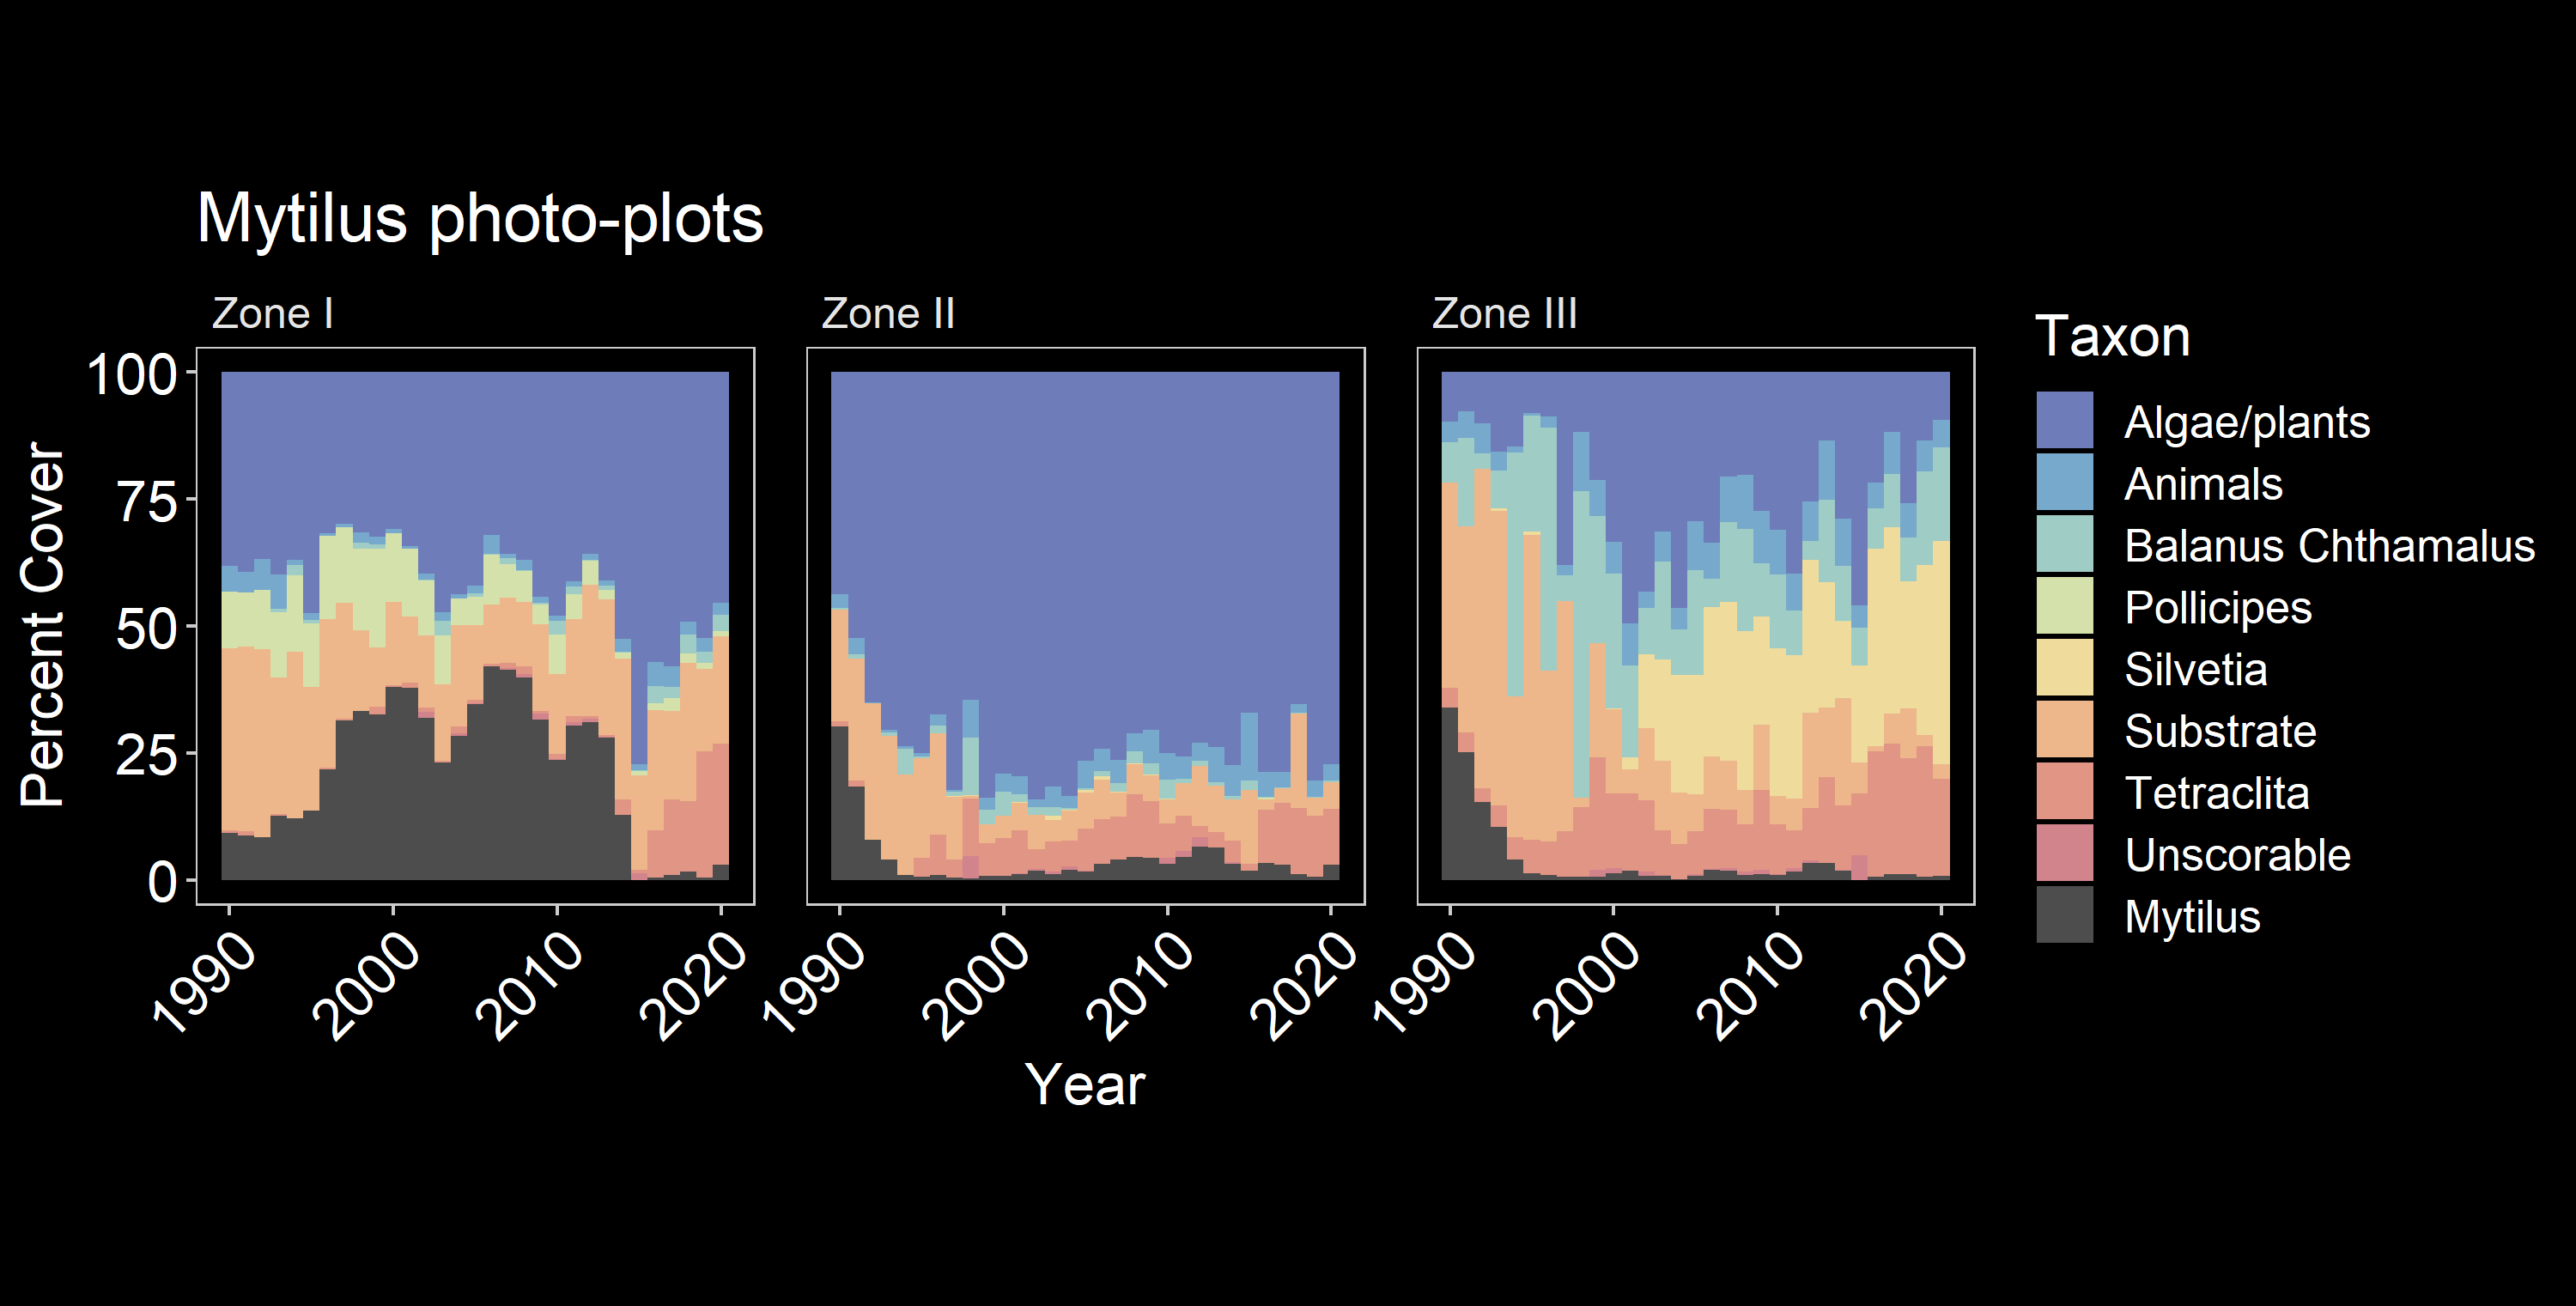 Mytilus photo-plots
Zone I
Zone II
Zone III
Percent Cover
100
75
50
25
0
1990 2000 2010 2020
1990 2000 2010 2020
1990 2000 2010 2020
Year
Taxon
Algae/plants
Animals
Balanus Chthamalus
Pollicipes
Silvetia
Substrate
Tetraclita
Unscorable
Mytilus